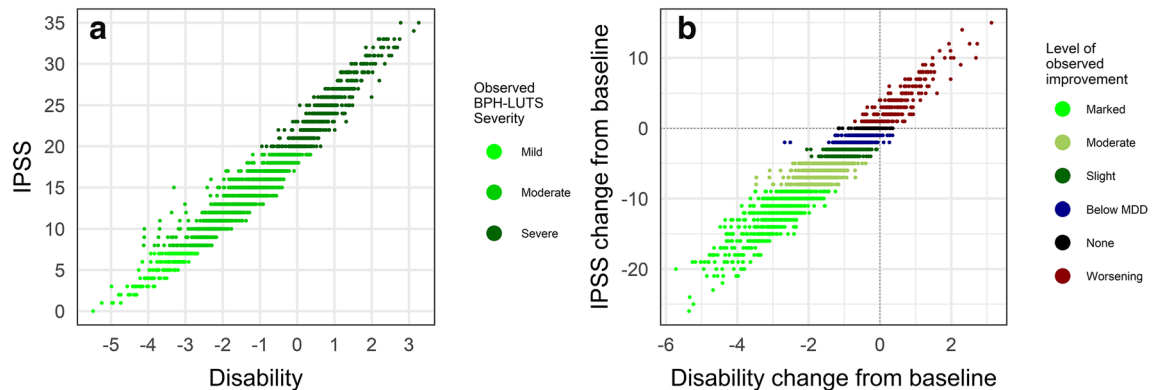 a
35
30
25
20
15
10
5
0
IPSS
-5 -4 -3 -2 -1 0 1 2 3
Disability
Observed
BPH-LUTS
Severity
Mild
Moderate
Severe
b
10
0
-10
-20
IPSS change from baseline
-6 -4 -2 0 2
Disability change from baseline
Level of
observed
improvement
Marked
Moderate
Slight
Below MDD
None
Worsening